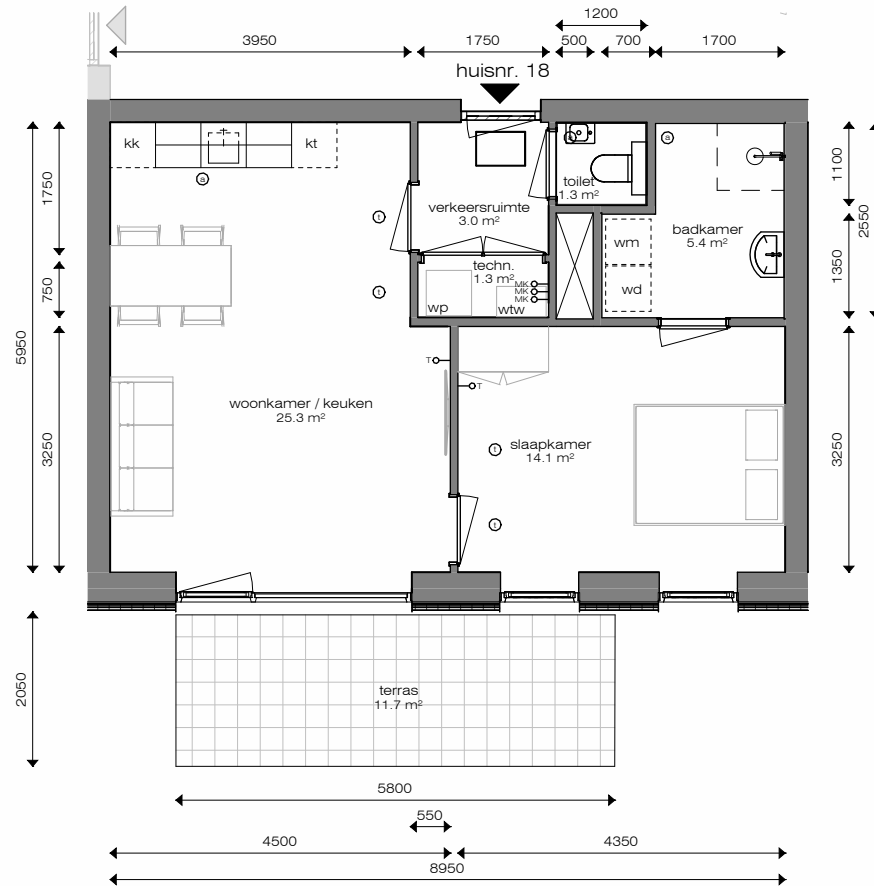 1200
3950
1750
500
700
1700
huisnr. 18
kk
kt
a
a
a
toilet
1.3 m²
1750
1100
2550
verkeersruimte
3.0 m²
badkamer
5.4 m²
t
wm
techn.
1.3 m²
1350
750
wd
MK
MK
MK
wp
wtw
t
5950
T
T
woonkamer / keuken
25.3 m²
slaapkamer
14.1 m²
t
3250
3250
t
2050
terras
11.7 m²
5800
550
4500
4350
8950